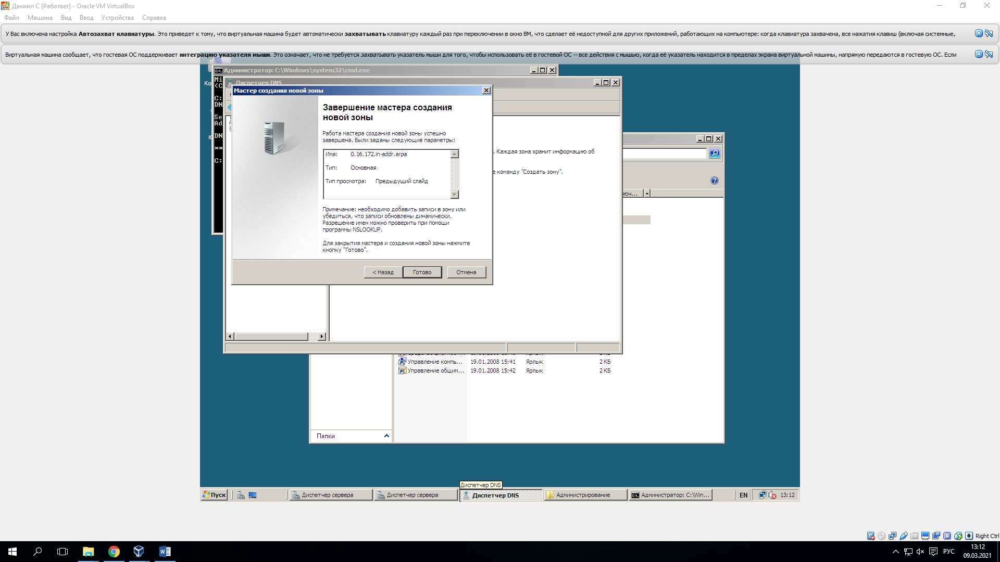 Даниил С [Работает] - Oracle VM VirtualBox
Файл Машина Вид Ввод Устройства Справка
У Вас включена настройка Автозахват клавиатуры. Это приведет к тому, что виртуальная машина будет автоматически захватывать клавиатуру каждый раз при переключении в окно ВМ, что сделает её недоступной для других приложений, работающих на компьютере: когда клавиатура захвачена, все нажатия клавиш (включая системные,
Виртуальная машина сообщает, что гостевая ОС поддерживает интеграцию указателя мыши. Это означает, что не требуется захватывать указатель мыши для того, чтобы использовать её в гостевой ОС -- все действия с мышью, когда её указатель находится в пределах экрана виртуальной машины, напрямую передаются в гостевую ОС. Если
Администратор: C:\Windows\system32\cmd.exe
Диспетчер DNS
Мастер создания новой зоны
Завершение мастера создания
новой зоны
Работа мастера создания новой зоны успешно
завершена. Были заданы следующие параметры:
Имя: 0.16.172.in-addr.arpa
Тип: Основная
Тип просмотра: Предыдущий слайд
Примечание: необходимо добавить записи в зону или
убедиться, что записи обновлены динамически.
Разрешение имен можно проверить при помощи
программы NSLOOKUP.
Для закрытия мастера и создания новой зоны нажмите
кнопку "Готово".
< Назад Готово Отмена
. Каждая зона хранит информацию об
е команду "Создать зону".
Управление компь... 19.01.2008 15:41 Ярлык 2 КБ
Управление общим... 19.01.2008 15:42 Ярлык 2 КБ
Папки
Диспетчер DNS
Пуск Диспетчер сервера Диспетчер сервера Диспетчер DNS Администрирование Администратор: C:\Win... EN 13:12
Right Ctrl
РУС 13:12
09.03.2021